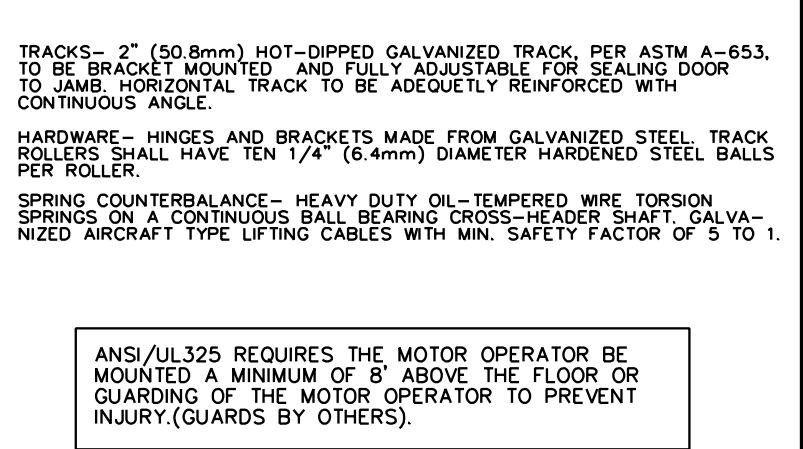 TRACKS– 2" (50.8mm) HOT–DIPPED GALVANIZED TRACK, PER ASTM A–653,
TO BE BRACKET MOUNTED AND FULLY ADJUSTABLE FOR SEALING DOOR
TO JAMB. HORIZONTAL TRACK TO BE ADEQUETLY REINFORCED WITH
CONTINUOUS ANGLE.
HARDWARE– HINGES AND BRACKETS MADE FROM GALVANIZED STEEL. TRACK
ROLLERS SHALL HAVE TEN 1/4" (6.4mm) DIAMETER HARDENED STEEL BALLS
PER ROLLER.
SPRING COUNTERBALANCE– HEAVY DUTY OIL–TEMPERED WIRE TORSION
SPRINGS ON A CONTINUOUS BALL BEARING CROSS–HEADER SHAFT. GALVA–
NIZED AIRCRAFT TYPE LIFTING CABLES WITH MIN. SAFETY FACTOR OF 5 TO 1.
ANSI/UL325 REQUIRES THE MOTOR OPERATOR BE
MOUNTED A MINIMUM OF 8' ABOVE THE FLOOR OR
GUARDING OF THE MOTOR OPERATOR TO PREVENT
INJURY.(GUARDS BY OTHERS).